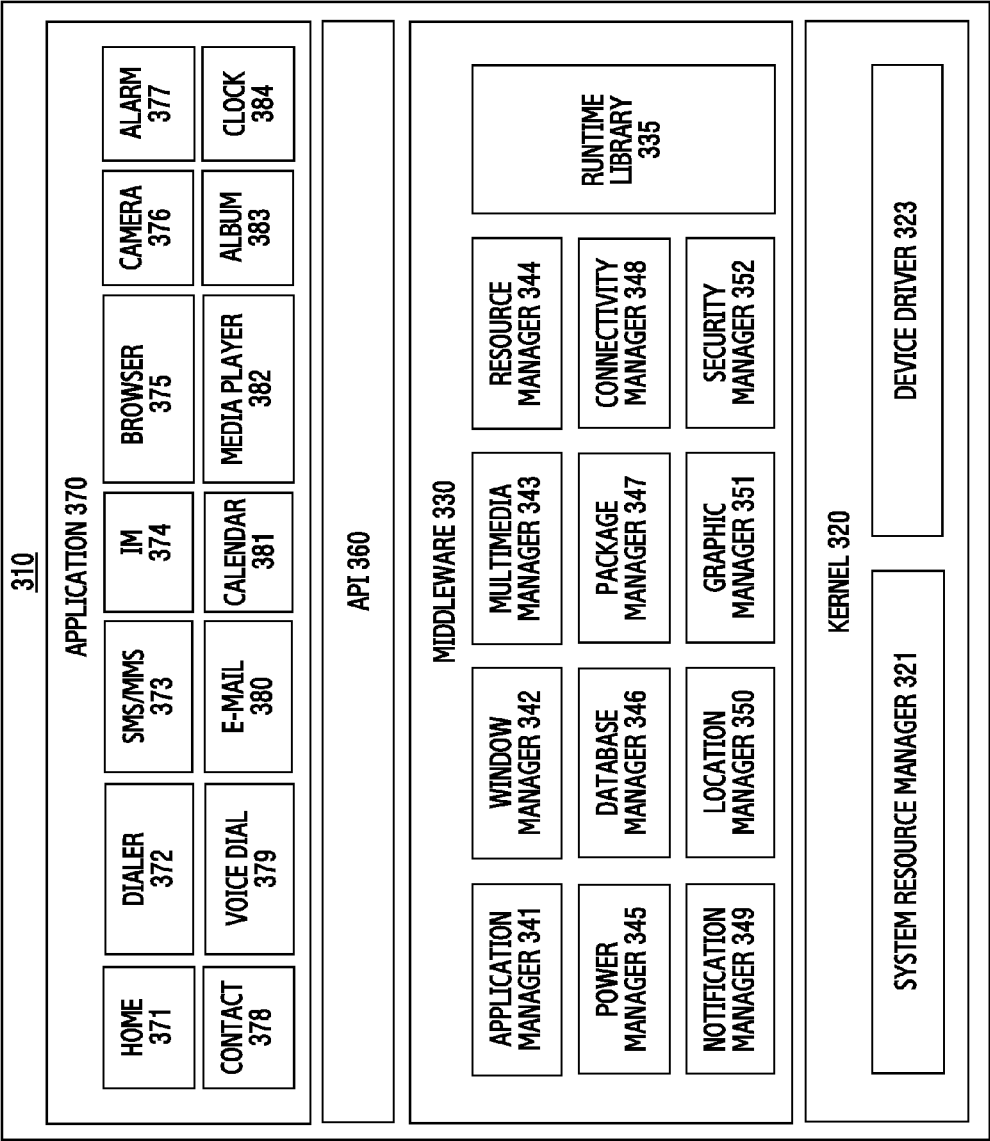 310
APPLICATION 370
HOME
371
DIALER
372
SMS/MMS
373
IM
374
BROWSER
375
CAMERA
376
ALARM
377
CONTACT
378
VOICE DIAL
379
E-MAIL
380
CALENDAR
381
MEDIA PLAYER
382
ALBUM
383
CLOCK
384
API 360
MIDDLEWARE 330
APPLICATION
MANAGER 341
WINDOW
MANAGER 342
MULTIMEDIA
MANAGER 343
RESOURCE
MANAGER 344
POWER
MANAGER 345
DATABASE
MANAGER 346
PACKAGE
MANAGER 347
CONNECTIVITY
MANAGER 348
NOTIFICATION
MANAGER 349
LOCATION
MANAGER 350
GRAPHIC
MANAGER 351
SECURITY
MANAGER 352
RUNTIME
LIBRARY
335
KERNEL 320
SYSTEM RESOURCE MANAGER 321
DEVICE DRIVER 323